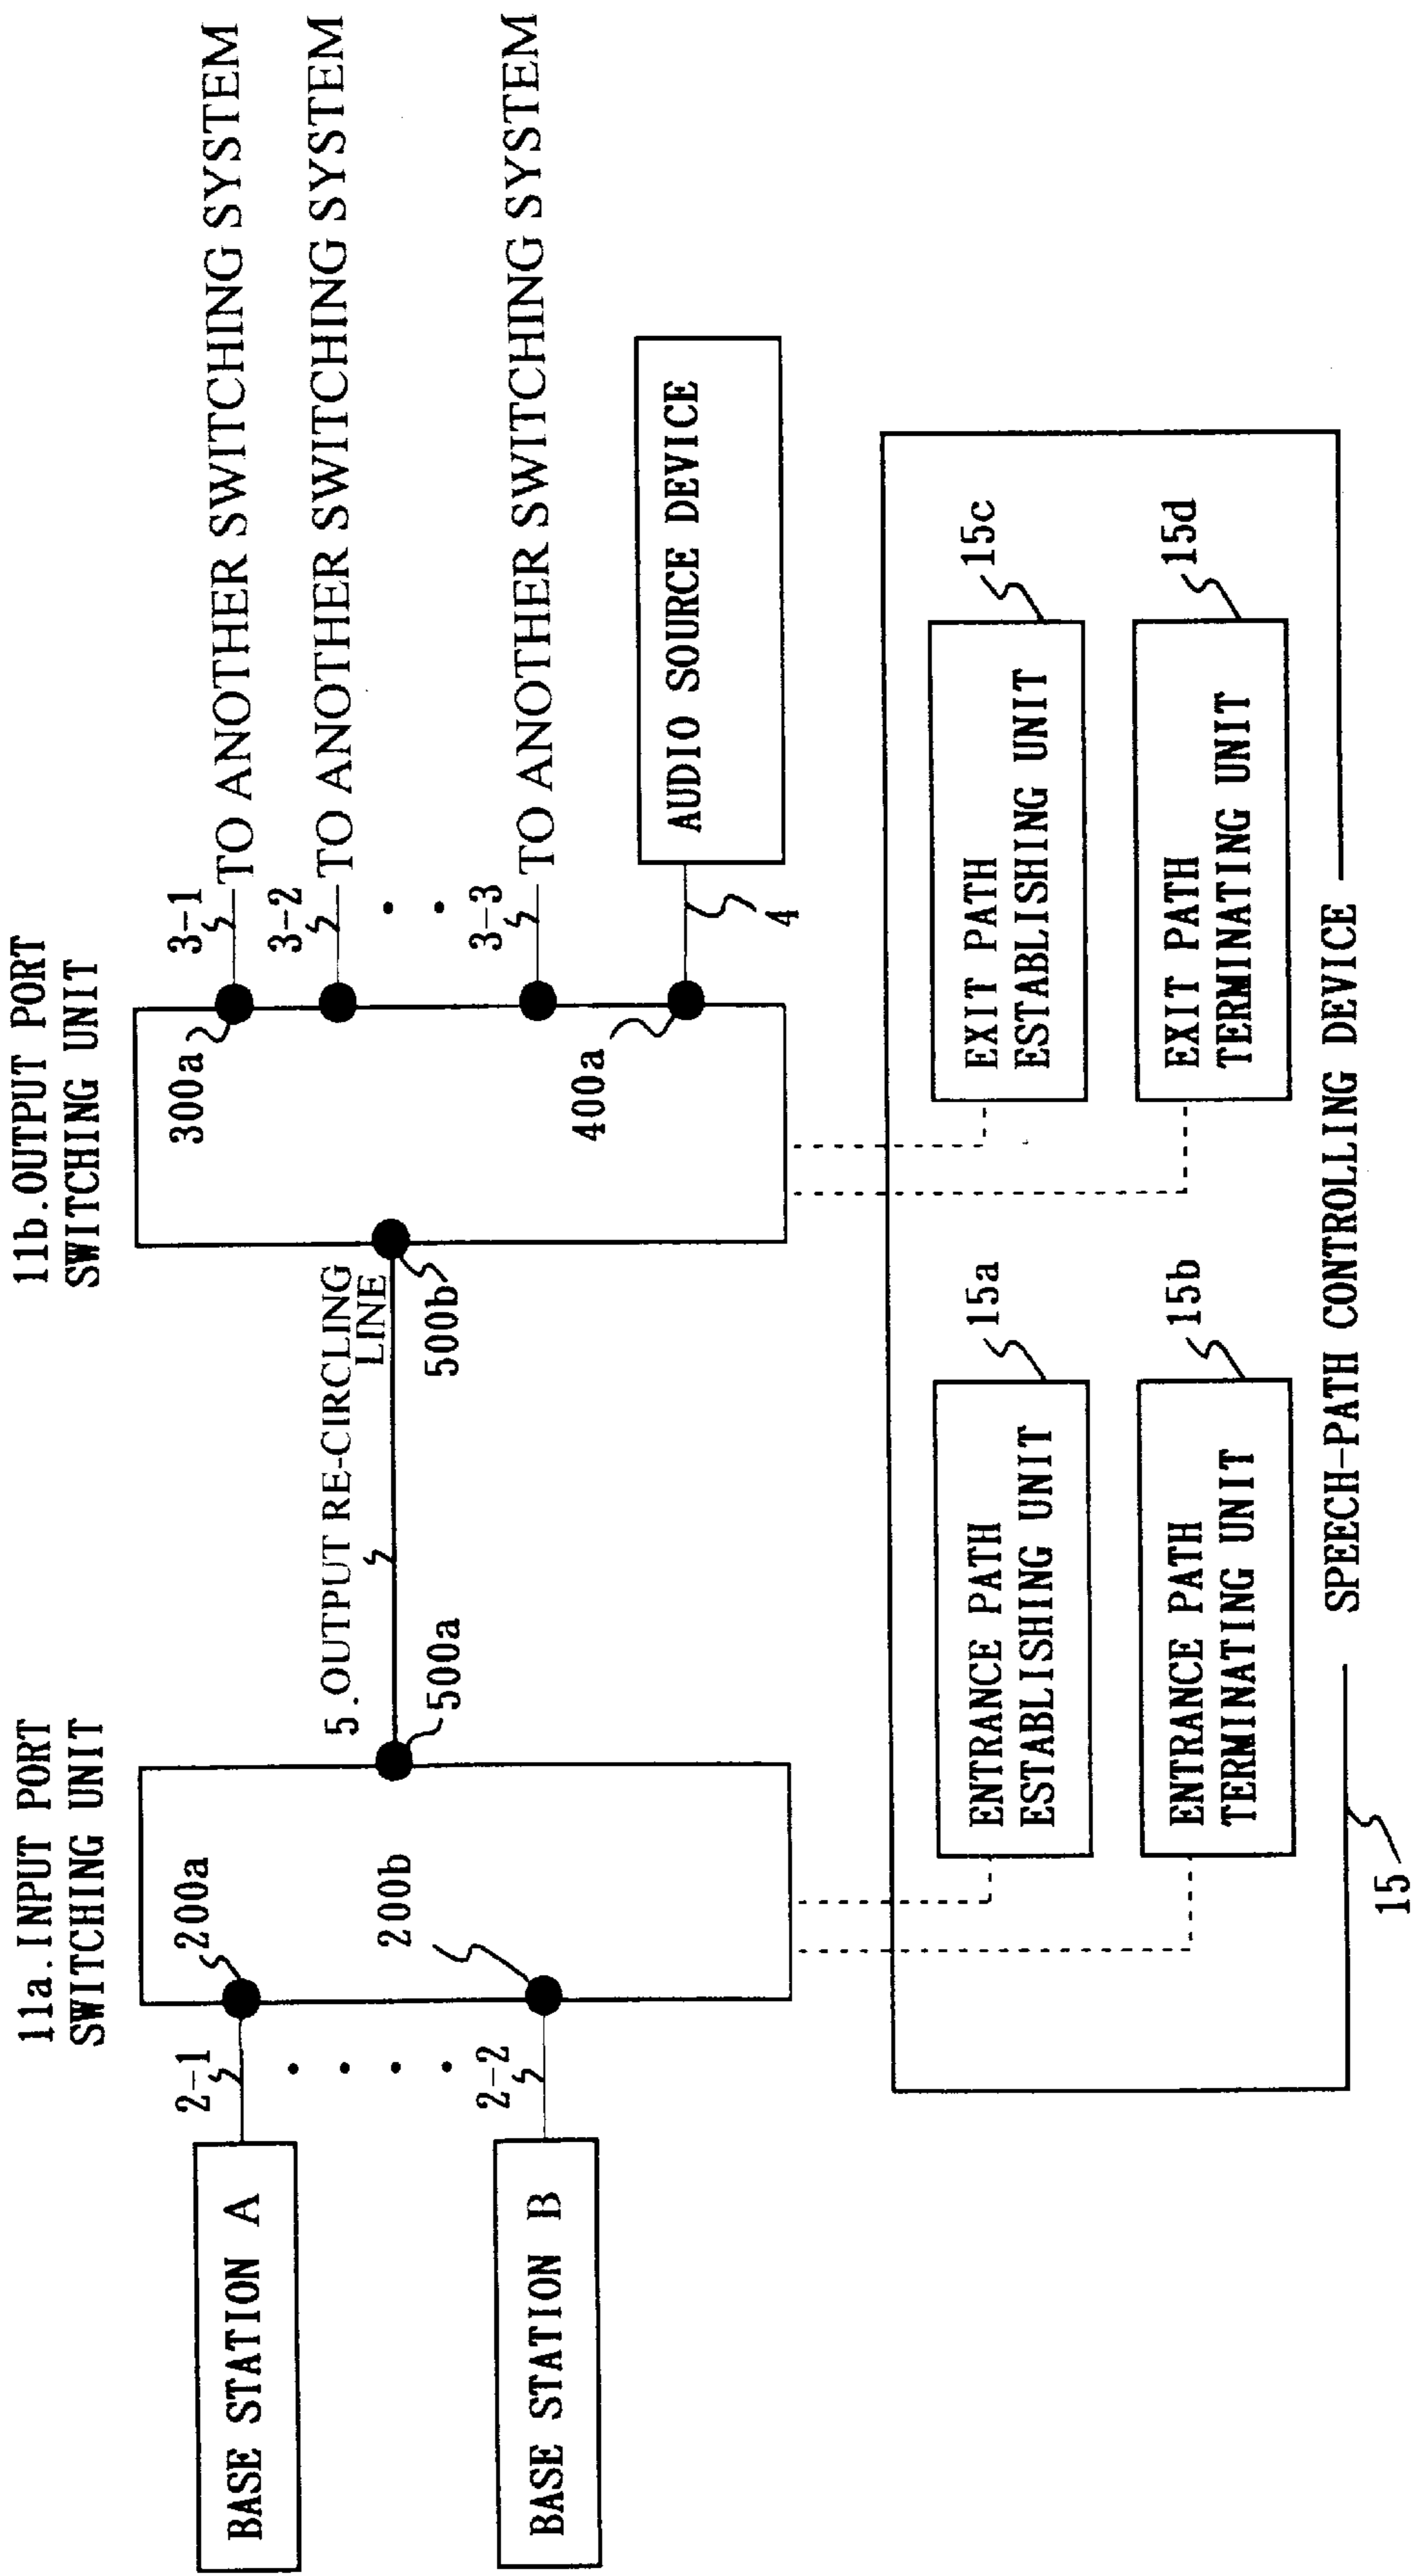 11a.INPUT PORT
SWITCHING UNIT
11b.OUTPUT PORT
SWITCHING UNIT
BASE STATION A
2-1
200a
BASE STATION B
2-2
200b
5.OUTPUT RE-CIRCLING
LINE
500a
500b
300a
3-1
TO ANOTHER SWITCHING SYSTEM
3-2
TO ANOTHER SWITCHING SYSTEM
3-3
TO ANOTHER SWITCHING SYSTEM
400a
4
AUDIO SOURCE DEVICE
ENTRANCE PATH
ESTABLISHING UNIT
15a
EXIT PATH
ESTABLISHING UNIT
15c
ENTRANCE PATH
TERMINATING UNIT
15b
EXIT PATH
TERMINATING UNIT
15d
15
SPEECH-PATH CONTROLLING DEVICE